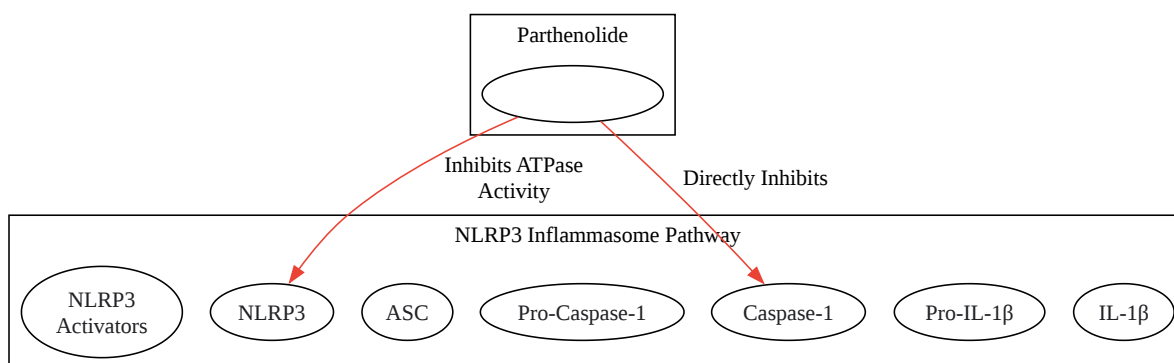 Parthenolide
Inhibits ATPase
Activity
Directly Inhibits
NLRP3 Inflammasome Pathway
NLRP3
Activators
NLRP3
ASC
Pro-Caspase-1
Caspase-1
Pro-IL-1β
IL-1β